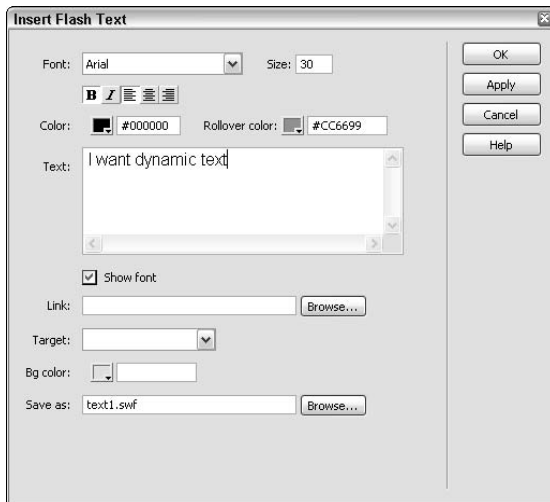 Insert Flash Text
Font: Arial Size: 30
B I
Color: #000000 Rollover color: #CC6699
Text: I want dynamic text
Show font
Link: Browse...
Target:
Bg color:
Save as: text1.swf Browse...
OK
Apply
Cancel
Help